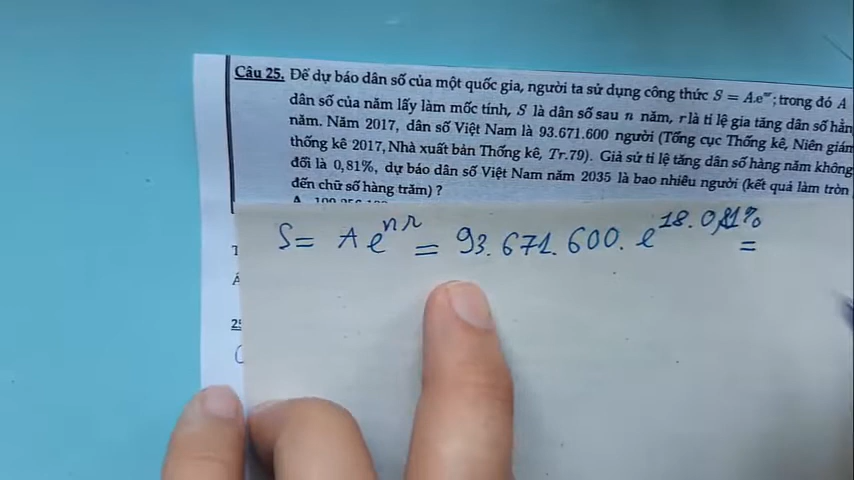 Câu 25. Để dự báo dân số của một quốc gia, người ta sử dụng công thức S = A.e^nr; trong đó A
dân số của năm lấy làm mốc tính, S là dân số sau n năm, r là tỉ lệ gia tăng dân số hằn
năm. Năm 2017, dân số Việt Nam là 93.671.600 người (Tổng cục Thống kê, Niên giám
thống kê 2017, Nhà xuất bản Thống kê, Tr.79). Giả sử tỉ lệ tăng dân số hàng năm không
đổi là 0,81%, dự báo dân số Việt Nam năm 2035 là bao nhiêu người (kết quả làm tròn
đến chữ số hàng trăm) ?
S = A e^nr = 93.671.600. e^18.0,81% =